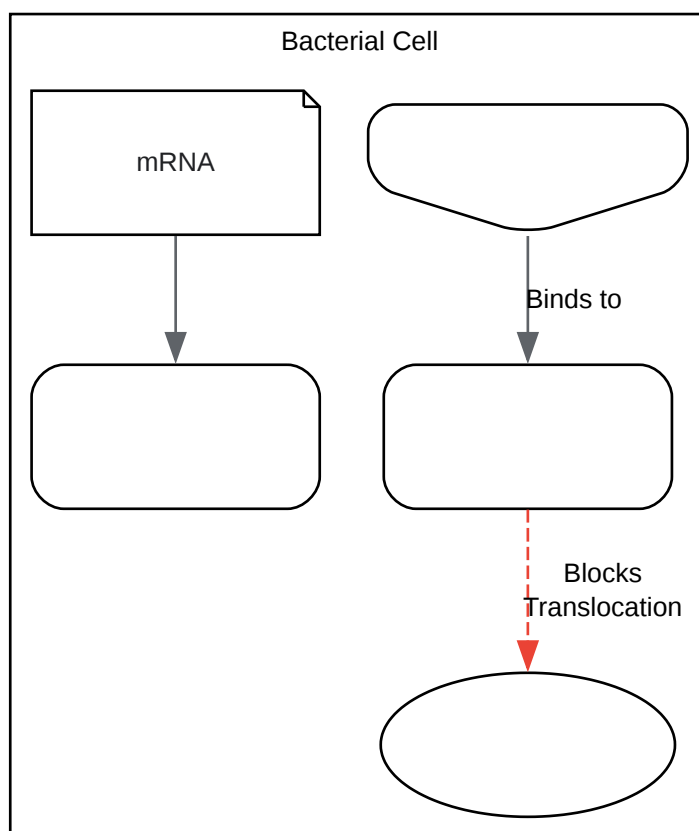 Bacterial Cell
mRNA
Binds to
Blocks
Translocation